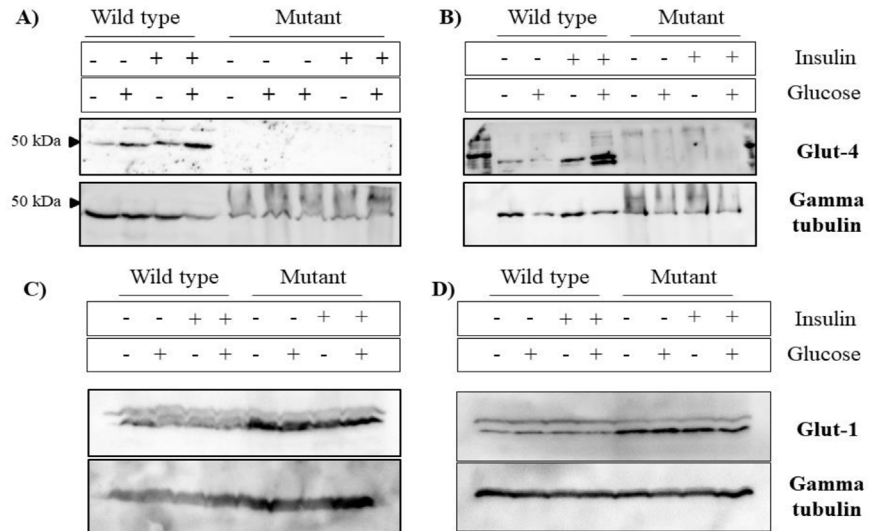 A) Wild type Mutant B) Wild type Mutant
- - + + - - - + + - - + + - - + + Insulin
- + - + - + + - + - + - + - + - + Glucose
50 kDa Glut-4
50 kDa Gamma
tubulin
C) Wild type Mutant D) Wild type Mutant
- - + + - - + + - - + + - - + + Insulin
- + - + - + - + - + - + - + - + Glucose
Glut-1
Gamma
tubulin